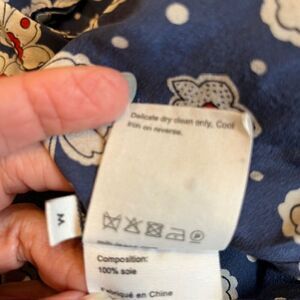 Delicate dry clean only, Cool
iron on reverse.
M
Composition:
100% soie
Fabriqué en Chine